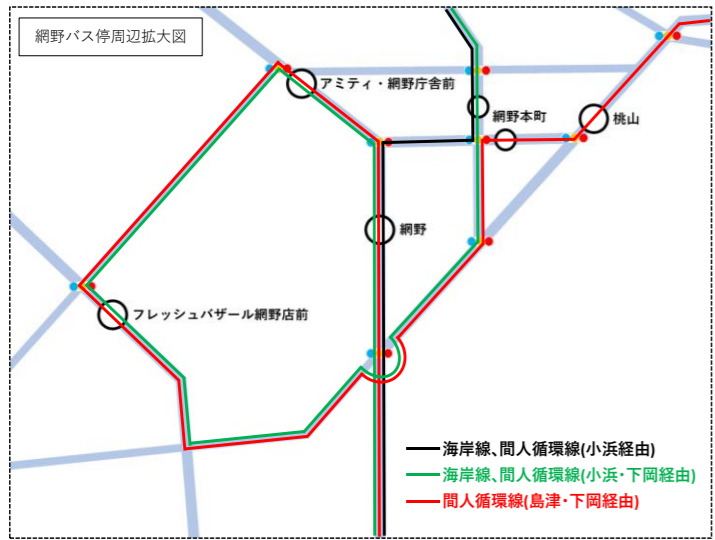 網野バス停周辺拡大図
アミティ・網野庁舎前
網野本町
桃山
網野
フレッシュバザール網野店前
海岸線、間人循環線(小浜経由)
海岸線、間人循環線(小浜・下岡経由)
間人循環線(島津・下岡経由)